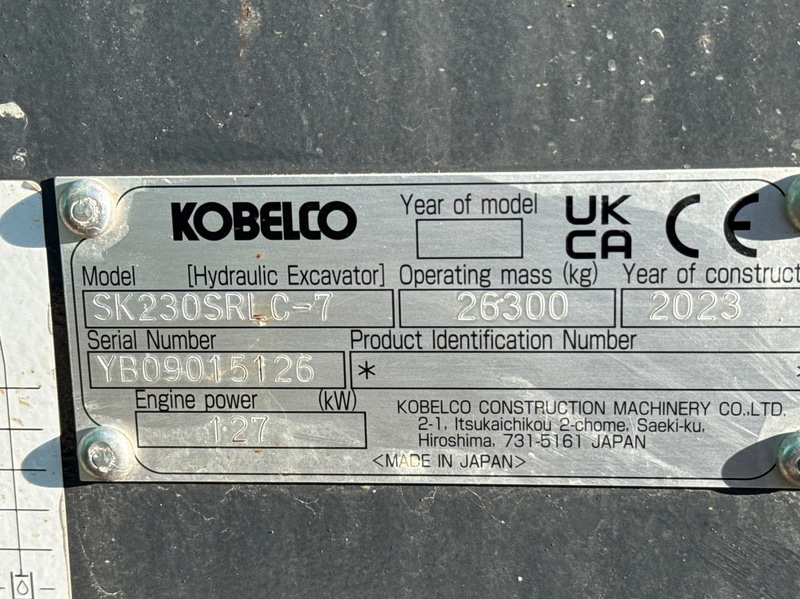 KOBELCO
Year of model
UK
CA
CE
Model [Hydraulic Excavator]
SK230SRLC-7
Operating mass (kg)
26300
Year of construct
2023
Serial Number
YB09015126
Product Identification Number
*
Engine power (kW)
127
KOBELCO CONSTRUCTION MACHINERY CO.,LTD.
2-1, Itsukaichikou 2-chome, Saeki-ku,
Hiroshima, 731-5161 JAPAN
<MADE IN JAPAN>